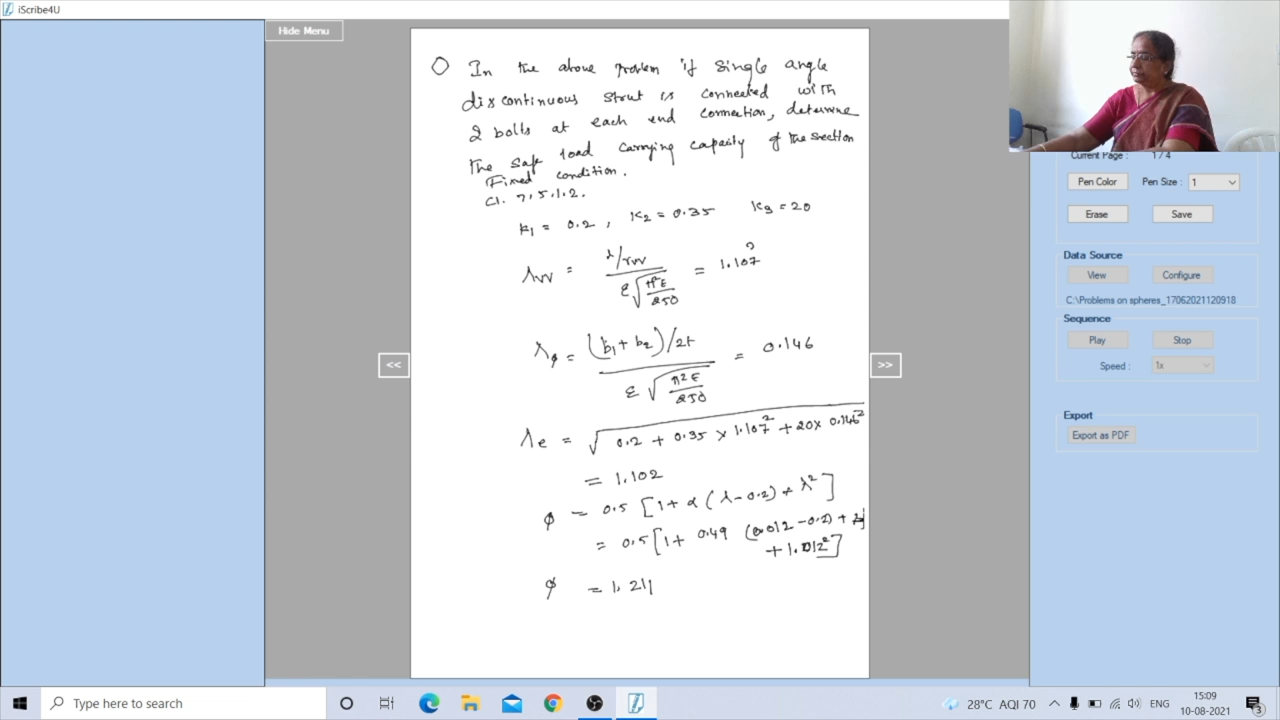 iScribe4U
Hide Menu
In the above problem if single angle
discontinuous strut is connected with
2 bolts at each end connection, determine
the safe load carrying capacity of the section
Fixed condition.
Cl. 7.5.1.2.
k₁ = 0.2, K₂ = 0.35 K₃ = 20
λvv = λ/rvv / ε√(π²E/250) = 1.107
λφ = (b₁+b₂)/2t / ε√(π²E/250) = 0.146
λe = √(0.2 + 0.35 × 1.107² + 20 × 0.146²
= 1.102
φ = 0.5 [1+ α (λ-0.2) + λ²]
= 0.5 [1+ 0.49 (0.012 - 0.2) +
+ 1.012²]
φ = 1.211
<<
>>
Current Page : 1 / 4
Pen Color Pen Size : 1
Erase Save
Data Source
View Configure
C:\Problems on spheres_17062021120918
Sequence
Play Stop
Speed : 1x
Export
Export as PDF
Type here to search
28°C AQI 70 ENG 15:09
10-08-2021 3